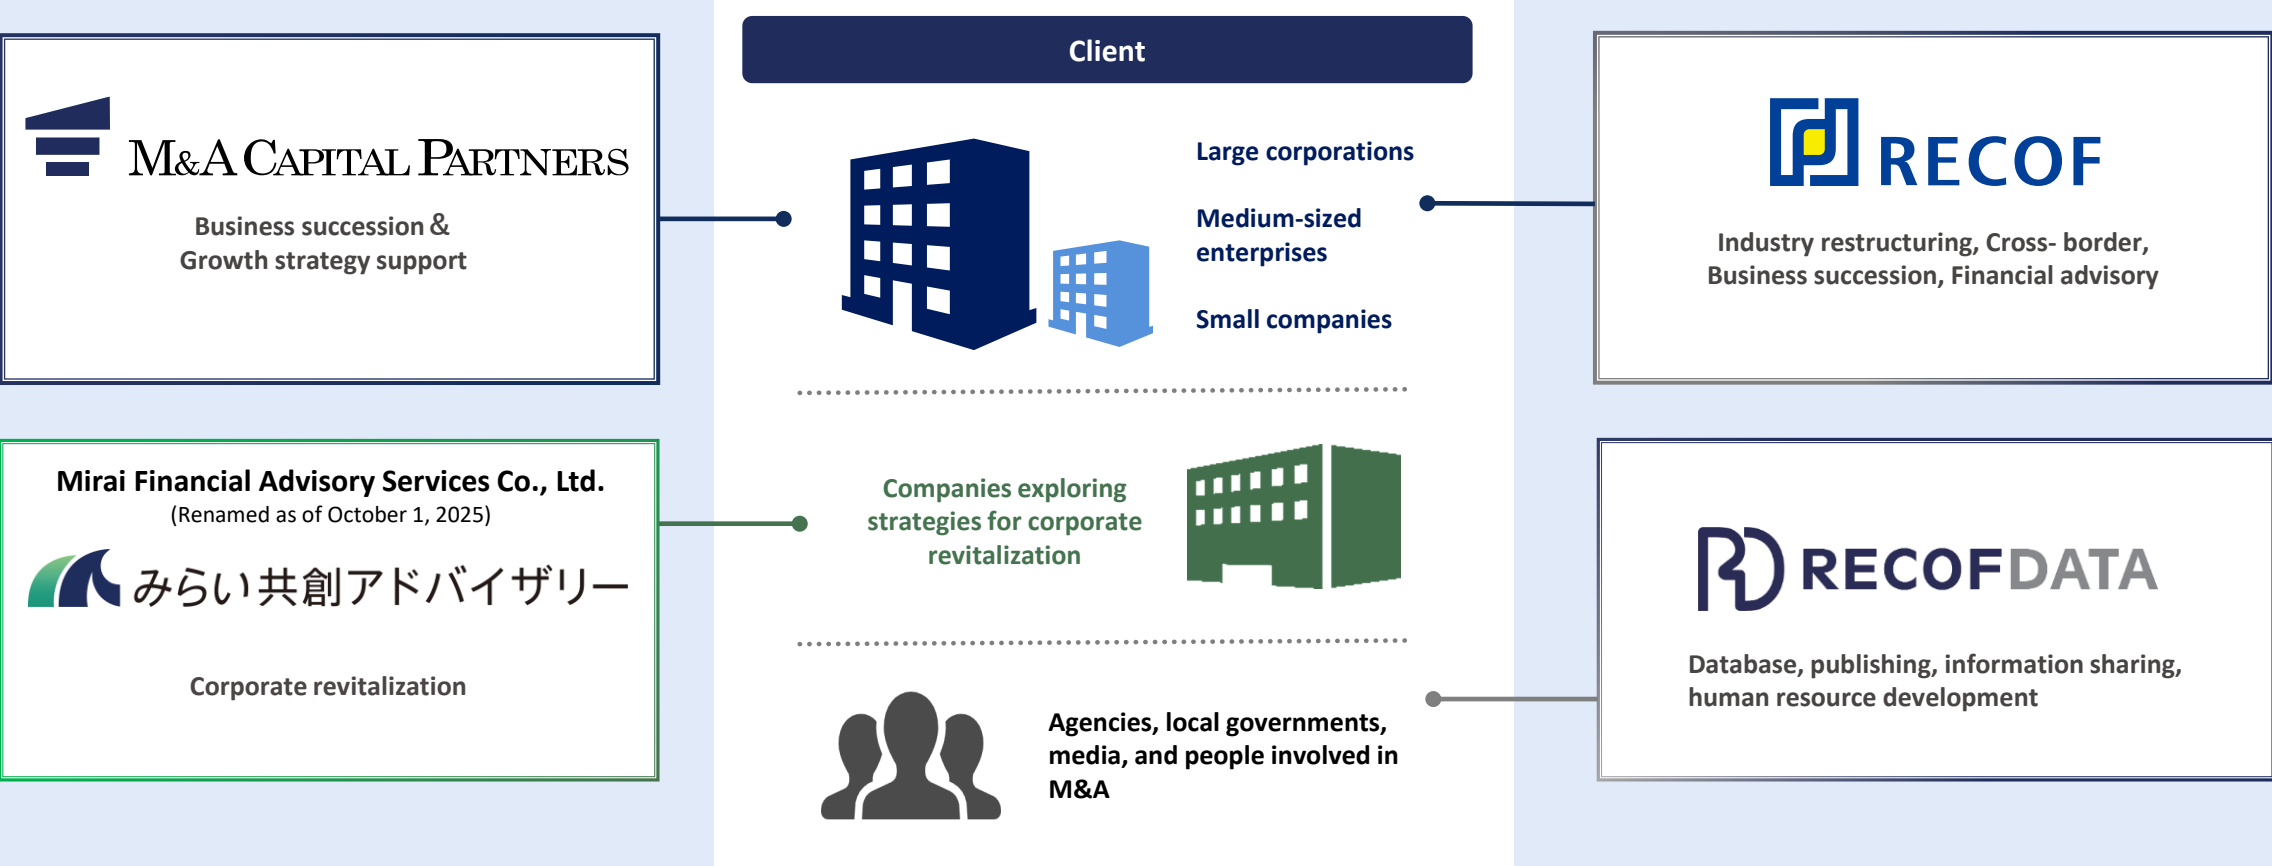 Client
M&A CAPITAL PARTNERS
Business succession &
Growth strategy support
Large corporations
Medium-sized
enterprises
Small companies
RECOF
Industry restructuring, Cross- border,
Business succession, Financial advisory
Mirai Financial Advisory Services Co., Ltd.
(Renamed as of October 1, 2025)
みらい共創アドバイザリー
Corporate revitalization
Companies exploring
strategies for corporate
revitalization
RECOFDATA
Database, publishing, information sharing,
human resource development
Agencies, local governments,
media, and people involved in
M&A